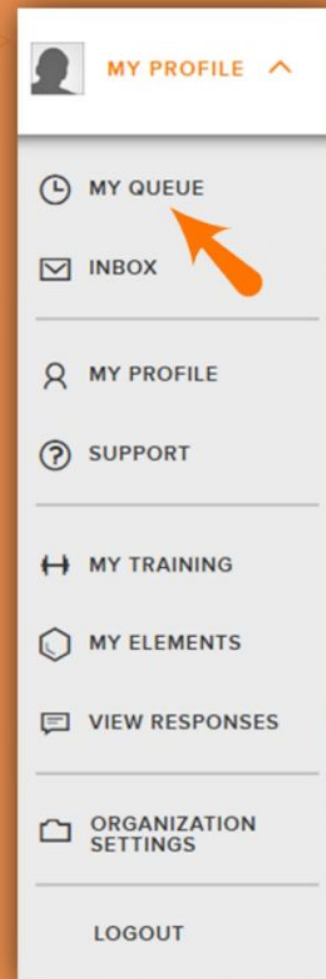 MY PROFILE
MY QUEUE
INBOX
MY PROFILE
SUPPORT
MY TRAINING
MY ELEMENTS
VIEW RESPONSES
ORGANIZATION
SETTINGS
LOGOUT